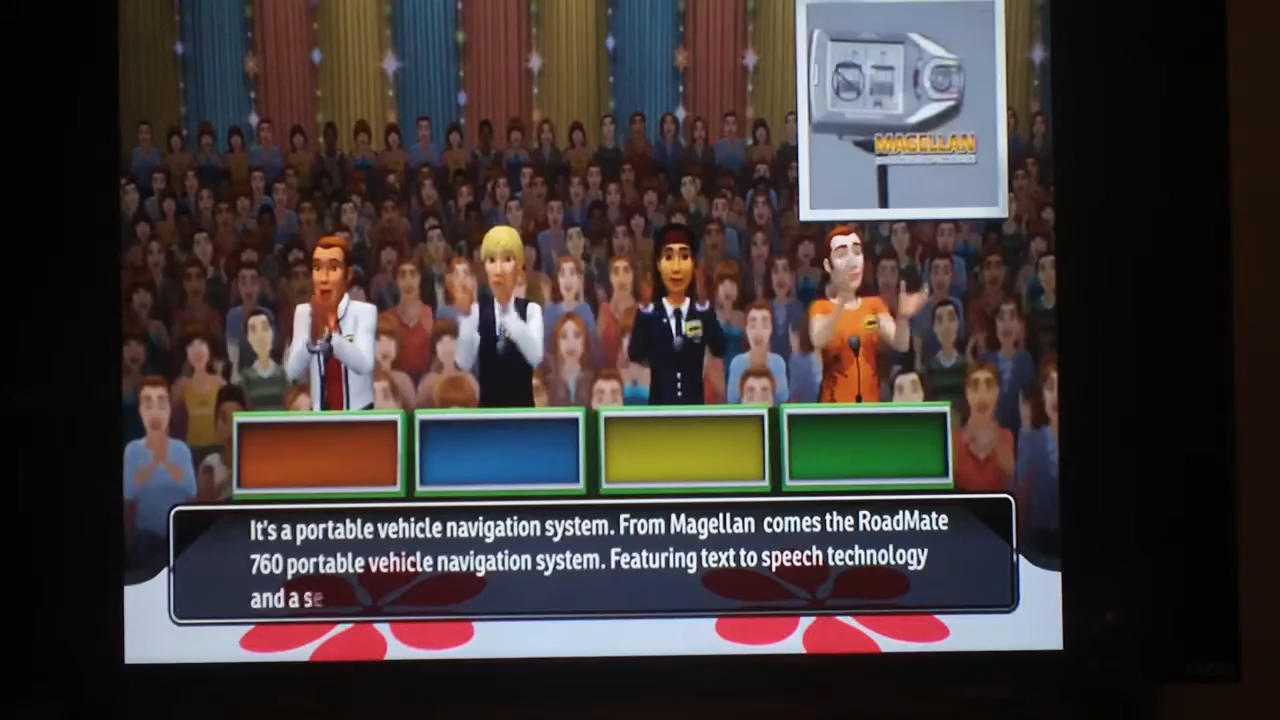 MAGELLAN
It's a portable vehicle navigation system. From Magellan comes the RoadMate
760 portable vehicle navigation system. Featuring text to speech technology
and a se